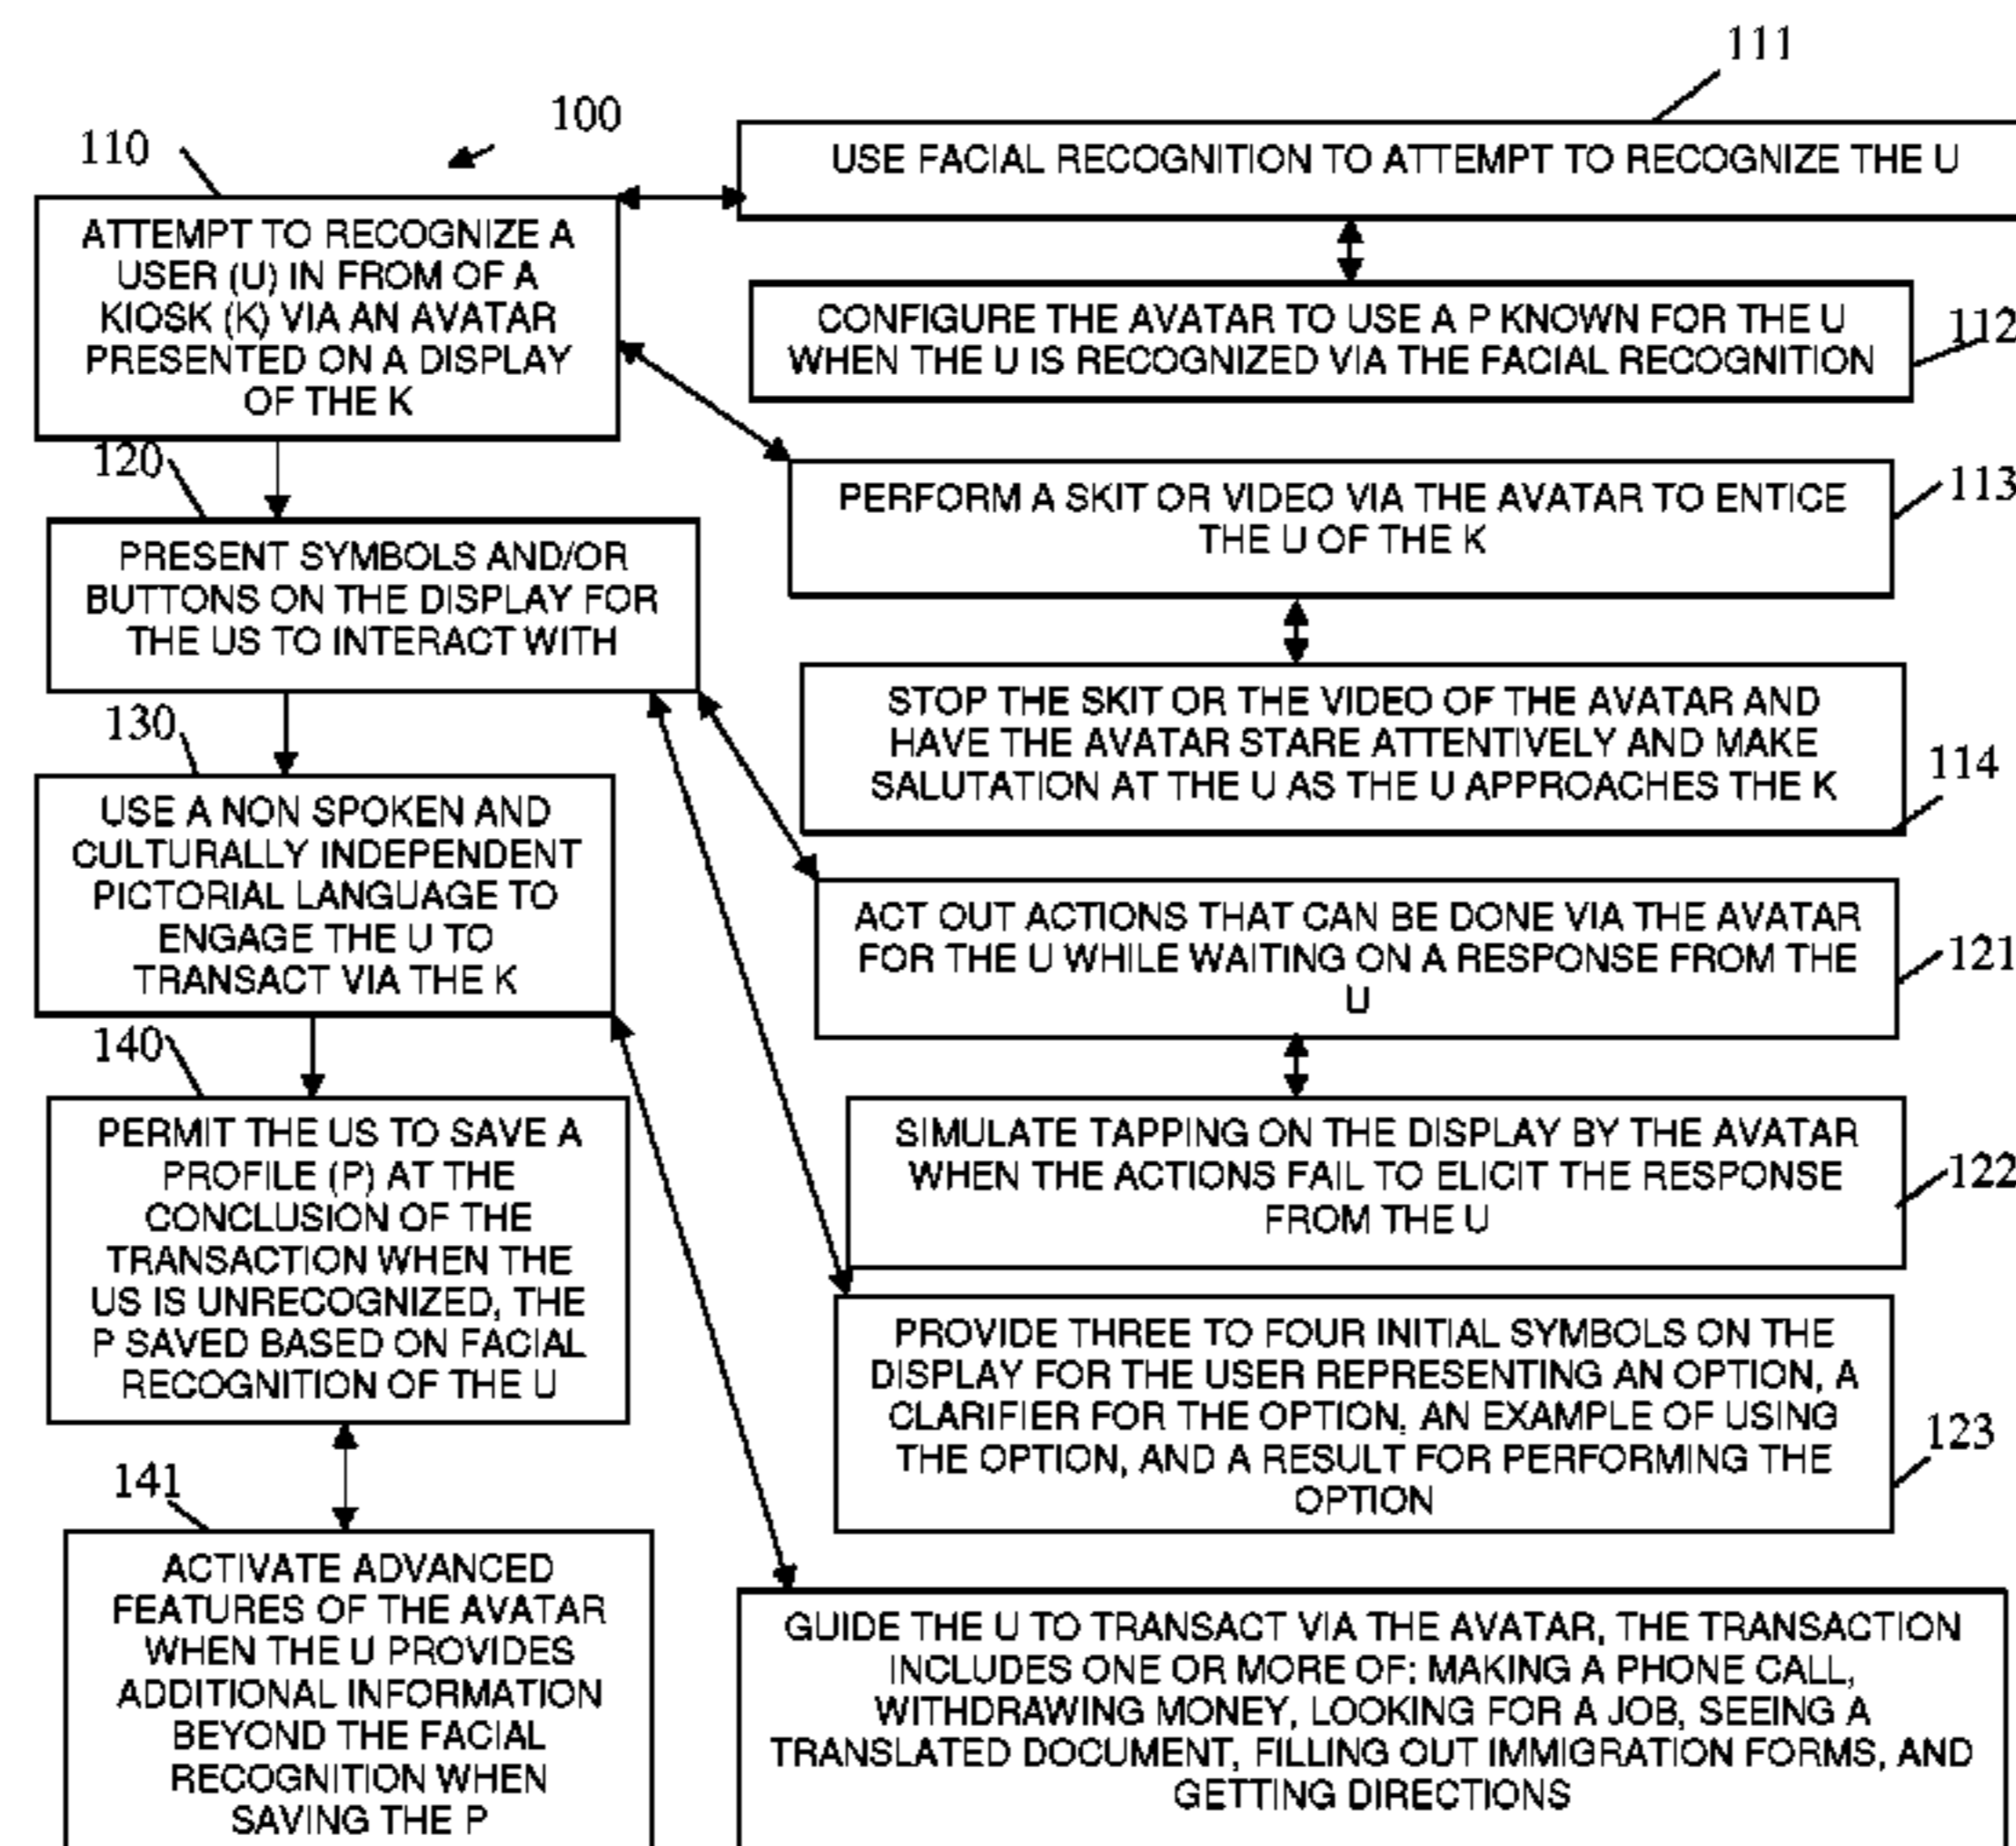 111
100
110
USE FACIAL RECOGNITION TO ATTEMPT TO RECOGNIZE THE U
ATTEMPT TO RECOGNIZE A
USER (U) IN FROM OF A
KIOSK (K) VIA AN AVATAR
PRESENTED ON A DISPLAY
OF THE K
CONFIGURE THE AVATAR TO USE A P KNOWN FOR THE U
WHEN THE U IS RECOGNIZED VIA THE FACIAL RECOGNITION
112
120
PERFORM A SKIT OR VIDEO VIA THE AVATAR TO ENTICE
THE U OF THE K
113
PRESENT SYMBOLS AND/OR
BUTTONS ON THE DISPLAY FOR
THE US TO INTERACT WITH
STOP THE SKIT OR THE VIDEO OF THE AVATAR AND
HAVE THE AVATAR STARE ATTENTIVELY AND MAKE
SALUTATION AT THE U AS THE U APPROACHES THE K
114
130
USE A NON SPOKEN AND
CULTURALLY INDEPENDENT
PICTORIAL LANGUAGE TO
ENGAGE THE U TO
TRANSACT VIA THE K
ACT OUT ACTIONS THAT CAN BE DONE VIA THE AVATAR
FOR THE U WHILE WAITING ON A RESPONSE FROM THE
U
121
140
PERMIT THE US TO SAVE A
PROFILE (P) AT THE
CONCLUSION OF THE
TRANSACTION WHEN THE
US IS UNRECOGNIZED, THE
P SAVED BASED ON FACIAL
RECOGNITION OF THE U
SIMULATE TAPPING ON THE DISPLAY BY THE AVATAR
WHEN THE ACTIONS FAIL TO ELICIT THE RESPONSE
FROM THE U
122
PROVIDE THREE TO FOUR INITIAL SYMBOLS ON THE
DISPLAY FOR THE USER REPRESENTING AN OPTION, A
CLARIFIER FOR THE OPTION, AN EXAMPLE OF USING
THE OPTION, AND A RESULT FOR PERFORMING THE
OPTION
123
141
ACTIVATE ADVANCED
FEATURES OF THE AVATAR
WHEN THE U PROVIDES
ADDITIONAL INFORMATION
BEYOND THE FACIAL
RECOGNITION WHEN
SAVING THE P
GUIDE THE U TO TRANSACT VIA THE AVATAR, THE TRANSACTION
INCLUDES ONE OR MORE OF: MAKING A PHONE CALL,
WITHDRAWING MONEY, LOOKING FOR A JOB, SEEING A
TRANSLATED DOCUMENT, FILLING OUT IMMIGRATION FORMS, AND
GETTING DIRECTIONS